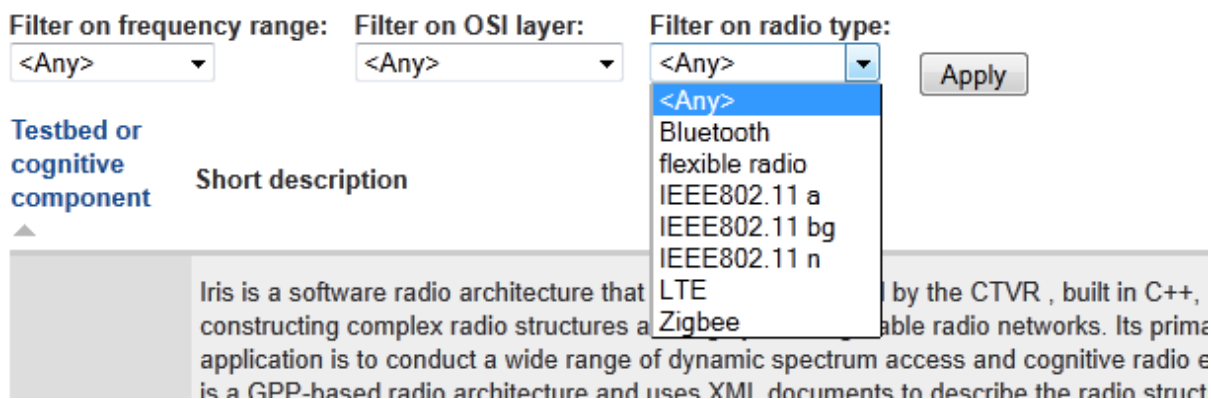 Filter on frequency range: Filter on OSI layer: Filter on radio type:
<Any> <Any> <Any> Apply
<Any>
Bluetooth
flexible radio
IEEE802.11 a
IEEE802.11 bg
IEEE802.11 n
LTE
Zigbee
Testbed or
cognitive
component
Short description
Iris is a software radio architecture that by the CTVR , built in C++,
constructing complex radio structures able radio networks. Its prima
application is to conduct a wide range of dynamic spectrum access and cognitive radio e
is a GPP-based radio architecture and uses XML documents to describe the radio struct